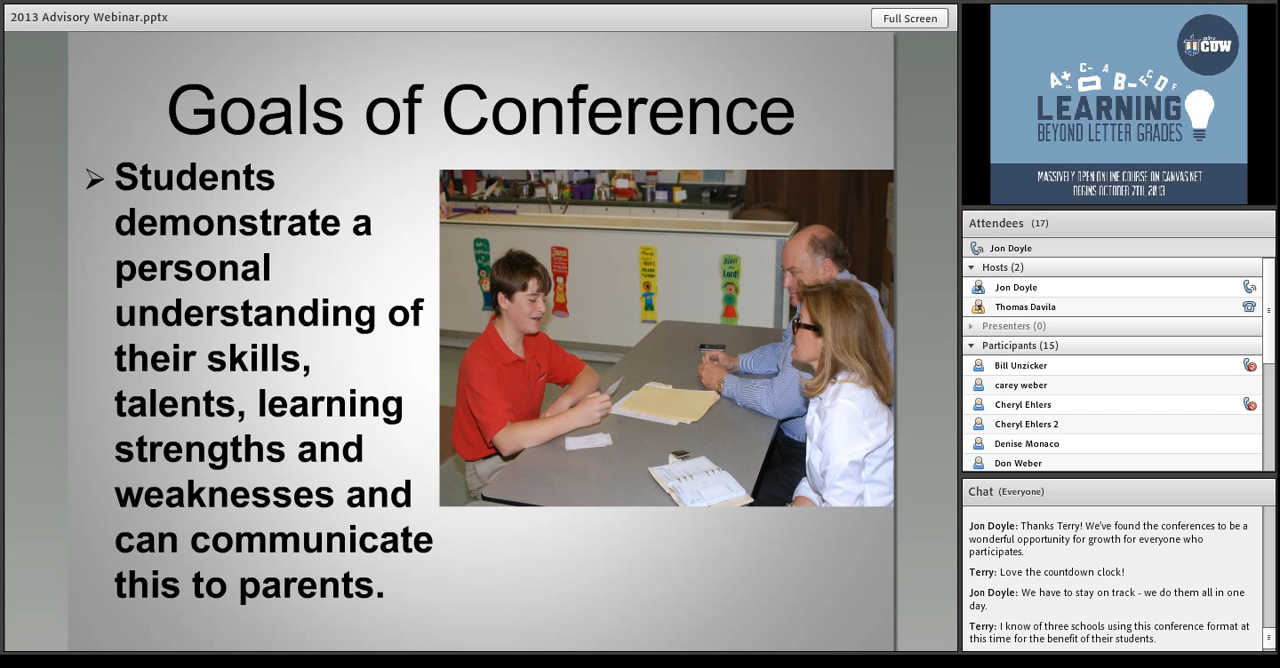 2013 Advisory Webinar.pptx
Full Screen
Goals of Conference
➢ Students
demonstrate a
personal
understanding of
their skills,
talents, learning
strengths and
weaknesses and
can communicate
this to parents.
CUW
LEARNING
BEYOND LETTER GRADES
MASSIVELY OPEN ONLINE COURSE ON CANVAS.NET
BEGINS OCTOBER 7TH, 2013
Attendees (17)
Jon Doyle
Hosts (2)
Jon Doyle
Thomas Davila
Presenters (0)
Participants (15)
Bill Unzicker
carey weber
Cheryl Ehlers
Cheryl Ehlers 2
Denise Monaco
Don Weber
Chat (Everyone)
Jon Doyle: Thanks Terry! We've found the conferences to be a
wonderful opportunity for growth for everyone who
participates.
Terry: Love the countdown clock!
Jon Doyle: We have to stay on track - we do them all in one
day.
Terry: I know of three schools using this conference format at
this time for the benefit of their students.